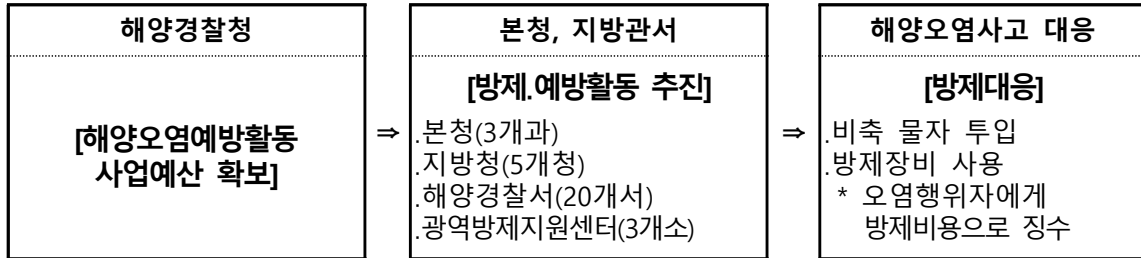 해양경찰청
[해양오염예방활동
사업예산 확보]
⇒
본청, 지방관서
[방제.예방활동 추진]
.본청(3개과)
.지방청(5개청)
.해양경찰서(20개서)
.광역방제지원센터(3개소)
⇒
해양오염사고 대응
[방제대응]
.비축 물자 투입
.방제장비 사용
* 오염행위자에게
방제비용으로 징수